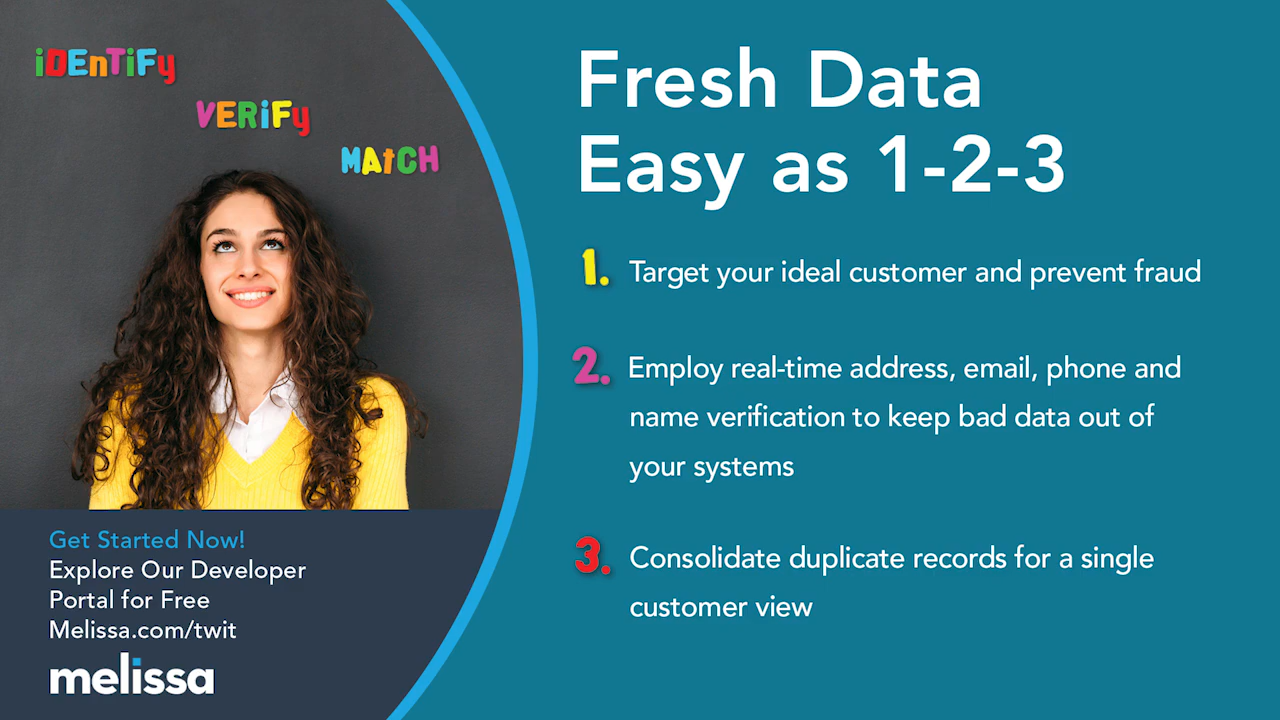 iDEnTiFy
VERiFy
MAtCH
Fresh Data
Easy as 1-2-3
1. Target your ideal customer and prevent fraud
2. Employ real-time address, email, phone and
name verification to keep bad data out of
your systems
3. Consolidate duplicate records for a single
customer view
Get Started Now!
Explore Our Developer
Portal for Free
Melissa.com/twit
melissa